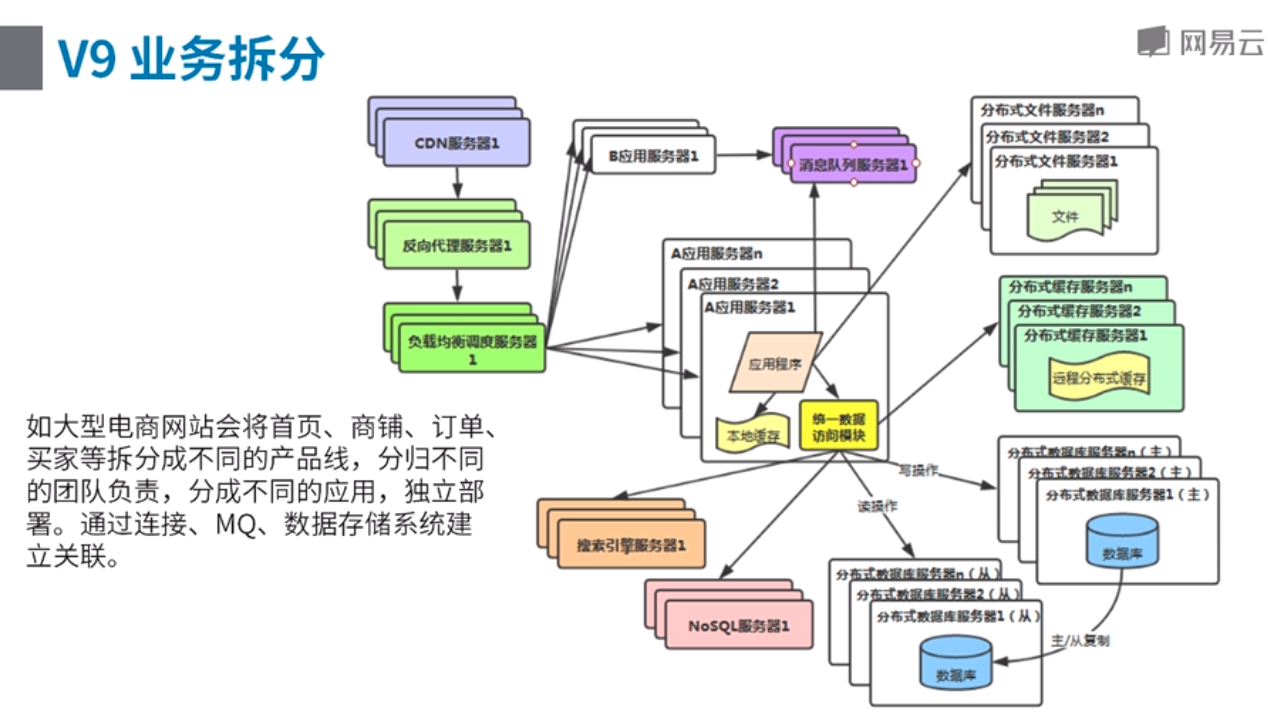 V9 业务拆分
网易云
CDN服务器1
反向代理服务器1
负载均衡调度服务器
1
B应用服务器1
消息队列服务器1
A应用服务器n
A应用服务器2
A应用服务器1
应用程序
本地缓存
统一数据
访问模块
分布式文件服务器n
分布式文件服务器2
分布式文件服务器1
文件
分布式缓存服务器n
分布式缓存服务器2
分布式缓存服务器1
远程分布式缓存
如大型电商网站会将首页、商铺、订单、
买家等拆分成不同的产品线，分归不同
的团队负责，分成不同的应用，独立部
署。通过连接、MQ、数据存储系统建
立关联。
写操作
读操作
分布式数据库服务器n（主）
分布式数据库服务器2（主）
分布式数据库服务器1（主）
数据库
搜索引擎服务器1
NoSQL服务器1
分布式数据库服务器n（从）
分布式数据库服务器2（从）
分布式数据库服务器1（从）
数据库
主/从复制